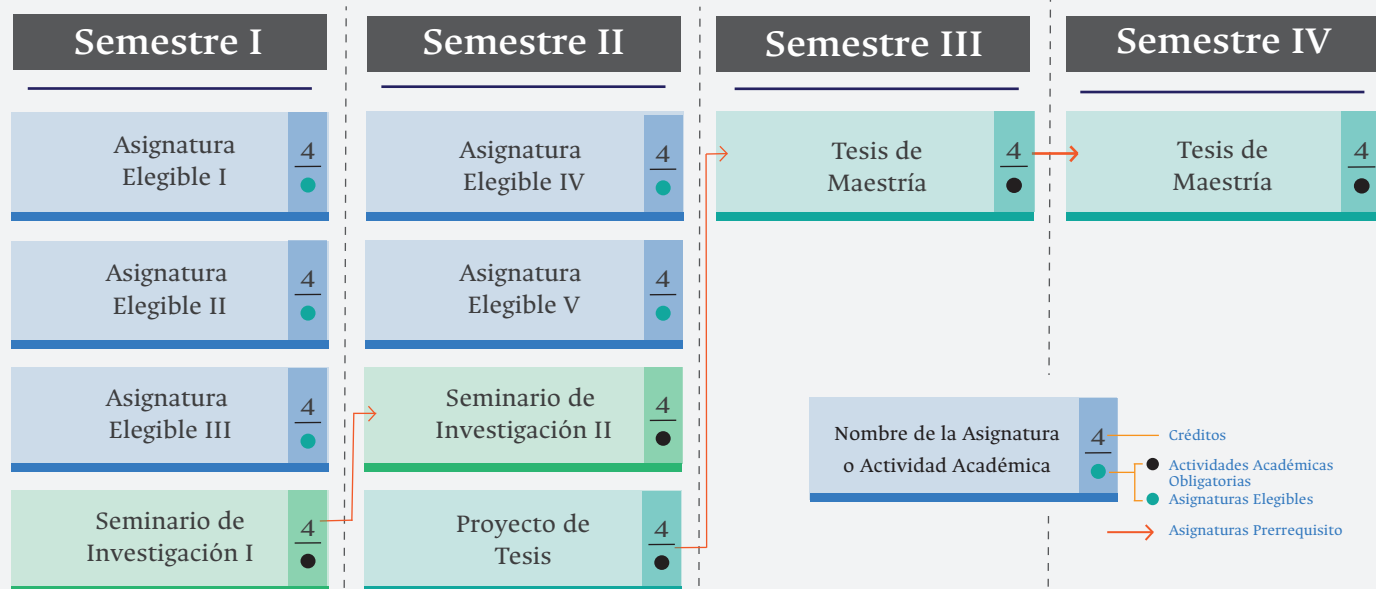 Semestre I
Asignatura
Elegible I
4
Asignatura
Elegible II
4
Asignatura
Elegible III
4
Seminario de
Investigación I
4
Semestre II
Asignatura
Elegible IV
4
Asignatura
Elegible V
4
Seminario de
Investigación II
4
Proyecto de
Tesis
4
Semestre III
Tesis de
Maestría
4
Semestre IV
Tesis de
Maestría
4
Nombre de la Asignatura
o Actividad Académica
4
Créditos
Actividades Académicas
Obligatorias
Asignaturas Elegibles
Asignaturas Prerrequisito